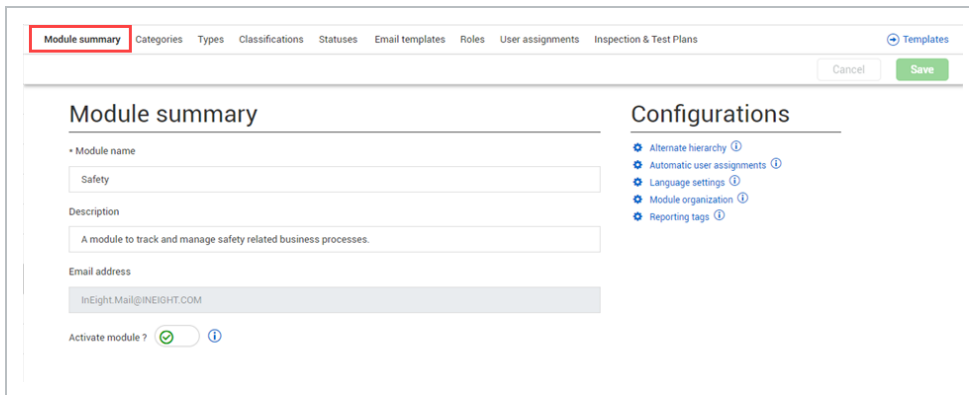 Module summary Categories Types Classifications Statuses Email templates Roles User assignments Inspection & Test Plans Templates
Cancel Save
Module summary
* Module name
Safety
Description
A module to track and manage safety related business processes.
Email address
InEight.Mail@INEIGHT.COM
Activate module ?
Configurations
Alternate hierarchy
Automatic user assignments
Language settings
Module organization
Reporting tags